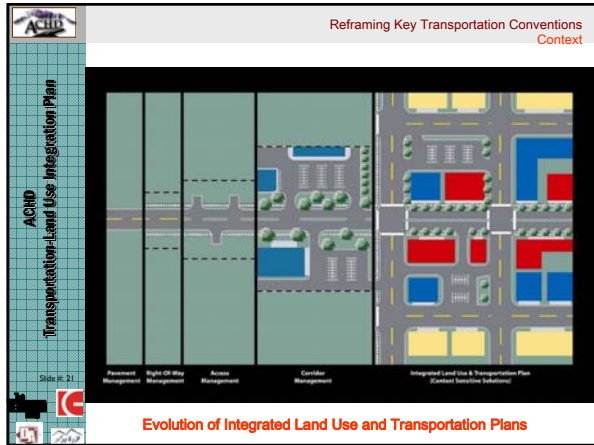 ACHD
Reframing Key Transportation Conventions
Context
ACHD
Transportation-Land Use Integration Plan
Pavement
Management
Right-Of-Way
Management
Access
Management
Corridor
Management
Integrated Land Use & Transportation Plan
(Context Sensitive Solutions)
Slide #: 21
Evolution of Integrated Land Use and Transportation Plans